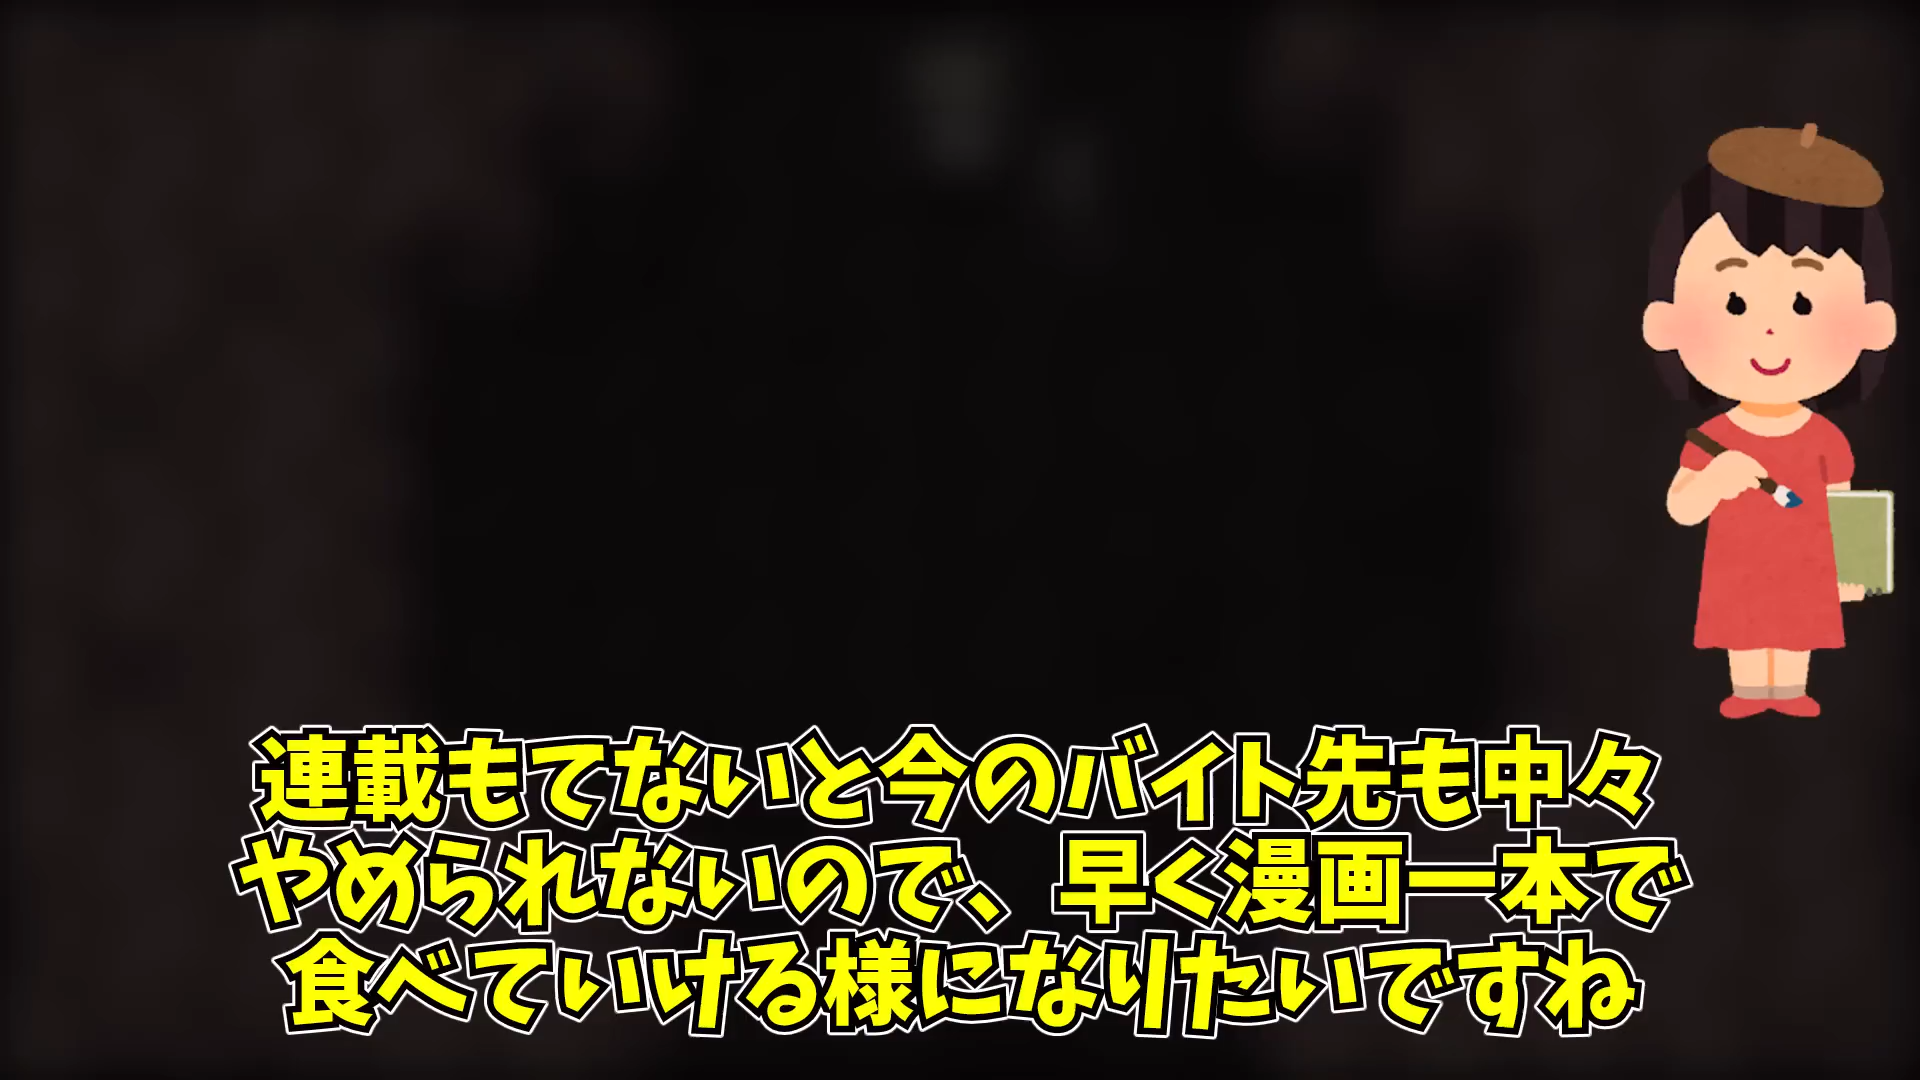 連載もてないと今のバイト先も中々
やめられないので、早く漫画一本で
食べていける様になりたいですね